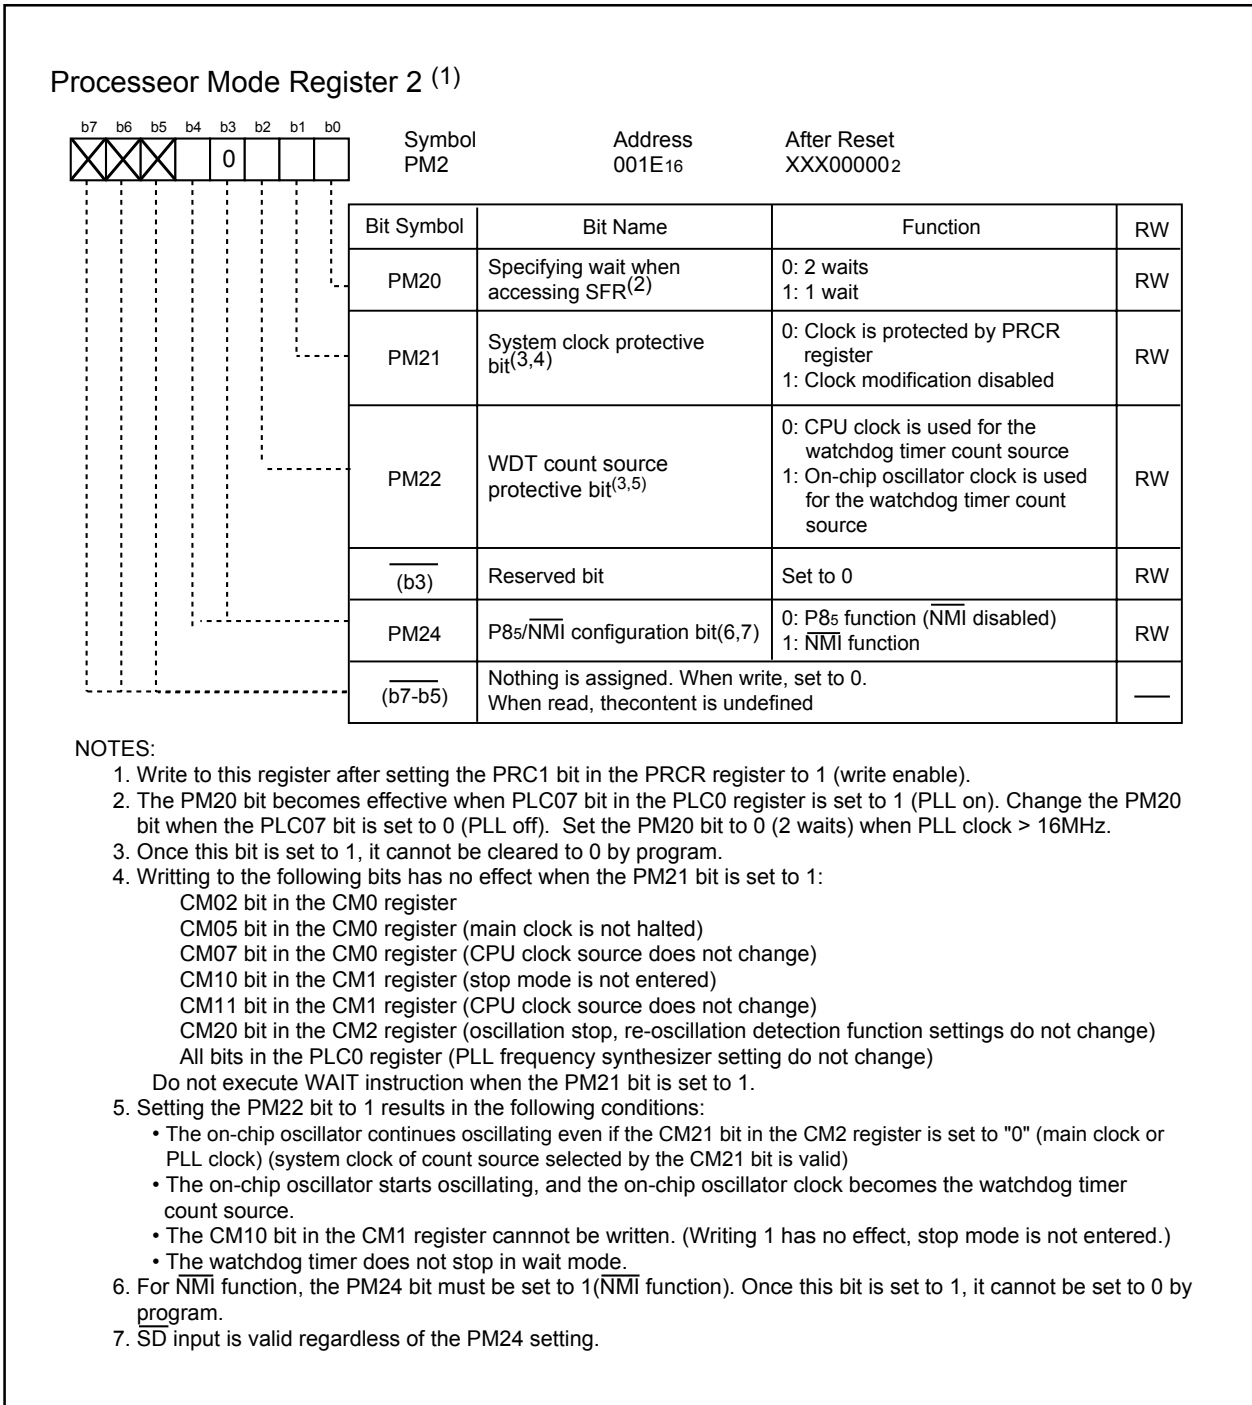 Processeor Mode Register 2 (1)
b7 b6 b5 b4 b3 b2 b1 b0
0
Symbol Address After Reset
PM2 001E16 XXX000002
Bit Symbol Bit Name Function RW
PM20 Specifying wait when accessing SFR(2) 0: 2 waits RW
1: 1 wait
PM21 System clock protective bit(3,4) 0: Clock is protected by PRCR register RW
1: Clock modification disabled
PM22 WDT count source protective bit(3,5) 0: CPU clock is used for the watchdog timer count source RW
1: On-chip oscillator clock is used for the watchdog timer count source
(b3) Reserved bit Set to 0 RW
PM24 P85/NMI configuration bit(6,7) 0: P85 function (NMI disabled) RW
1: NMI function
(b7-b5) Nothing is assigned. When write, set to 0.
When read, thecontent is undefined
NOTES:
1. Write to this register after setting the PRC1 bit in the PRCR register to 1 (write enable).
2. The PM20 bit becomes effective when PLC07 bit in the PLC0 register is set to 1 (PLL on). Change the PM20
bit when the PLC07 bit is set to 0 (PLL off). Set the PM20 bit to 0 (2 waits) when PLL clock > 16MHz.
3. Once this bit is set to 1, it cannot be cleared to 0 by program.
4. Writting to the following bits has no effect when the PM21 bit is set to 1:
CM02 bit in the CM0 register
CM05 bit in the CM0 register (main clock is not halted)
CM07 bit in the CM0 register (CPU clock source does not change)
CM10 bit in the CM1 register (stop mode is not entered)
CM11 bit in the CM1 register (CPU clock source does not change)
CM20 bit in the CM2 register (oscillation stop, re-oscillation detection function settings do not change)
All bits in the PLC0 register (PLL frequency synthesizer setting do not change)
Do not execute WAIT instruction when the PM21 bit is set to 1.
5. Setting the PM22 bit to 1 results in the following conditions:
• The on-chip oscillator continues oscillating even if the CM21 bit in the CM2 register is set to "0" (main clock or
PLL clock) (system clock of count source selected by the CM21 bit is valid)
• The on-chip oscillator starts oscillating, and the on-chip oscillator clock becomes the watchdog timer
count source.
• The CM10 bit in the CM1 register cannnot be written. (Writing 1 has no effect, stop mode is not entered.)
• The watchdog timer does not stop in wait mode.
6. For NMI function, the PM24 bit must be set to 1(NMI function). Once this bit is set to 1, it cannot be set to 0 by
program.
7. SD input is valid regardless of the PM24 setting.